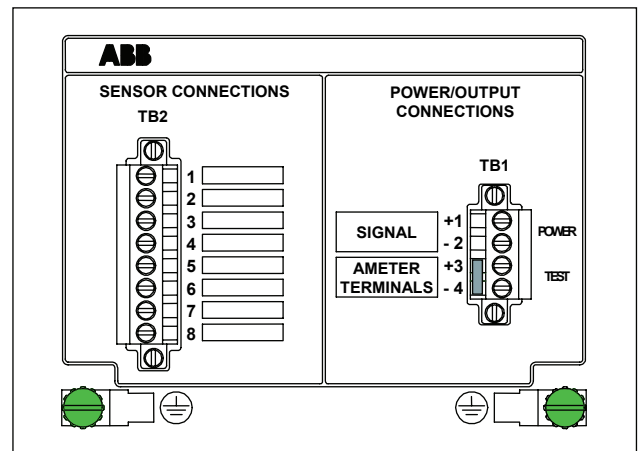 ABB
SENSOR CONNECTIONS
TB2
1
2
3
4
5
6
7
8
POWER/OUTPUT
CONNECTIONS
TB1
SIGNAL
+1
- 2
POWER
AMETER
TERMINALS
+3
- 4
TEST